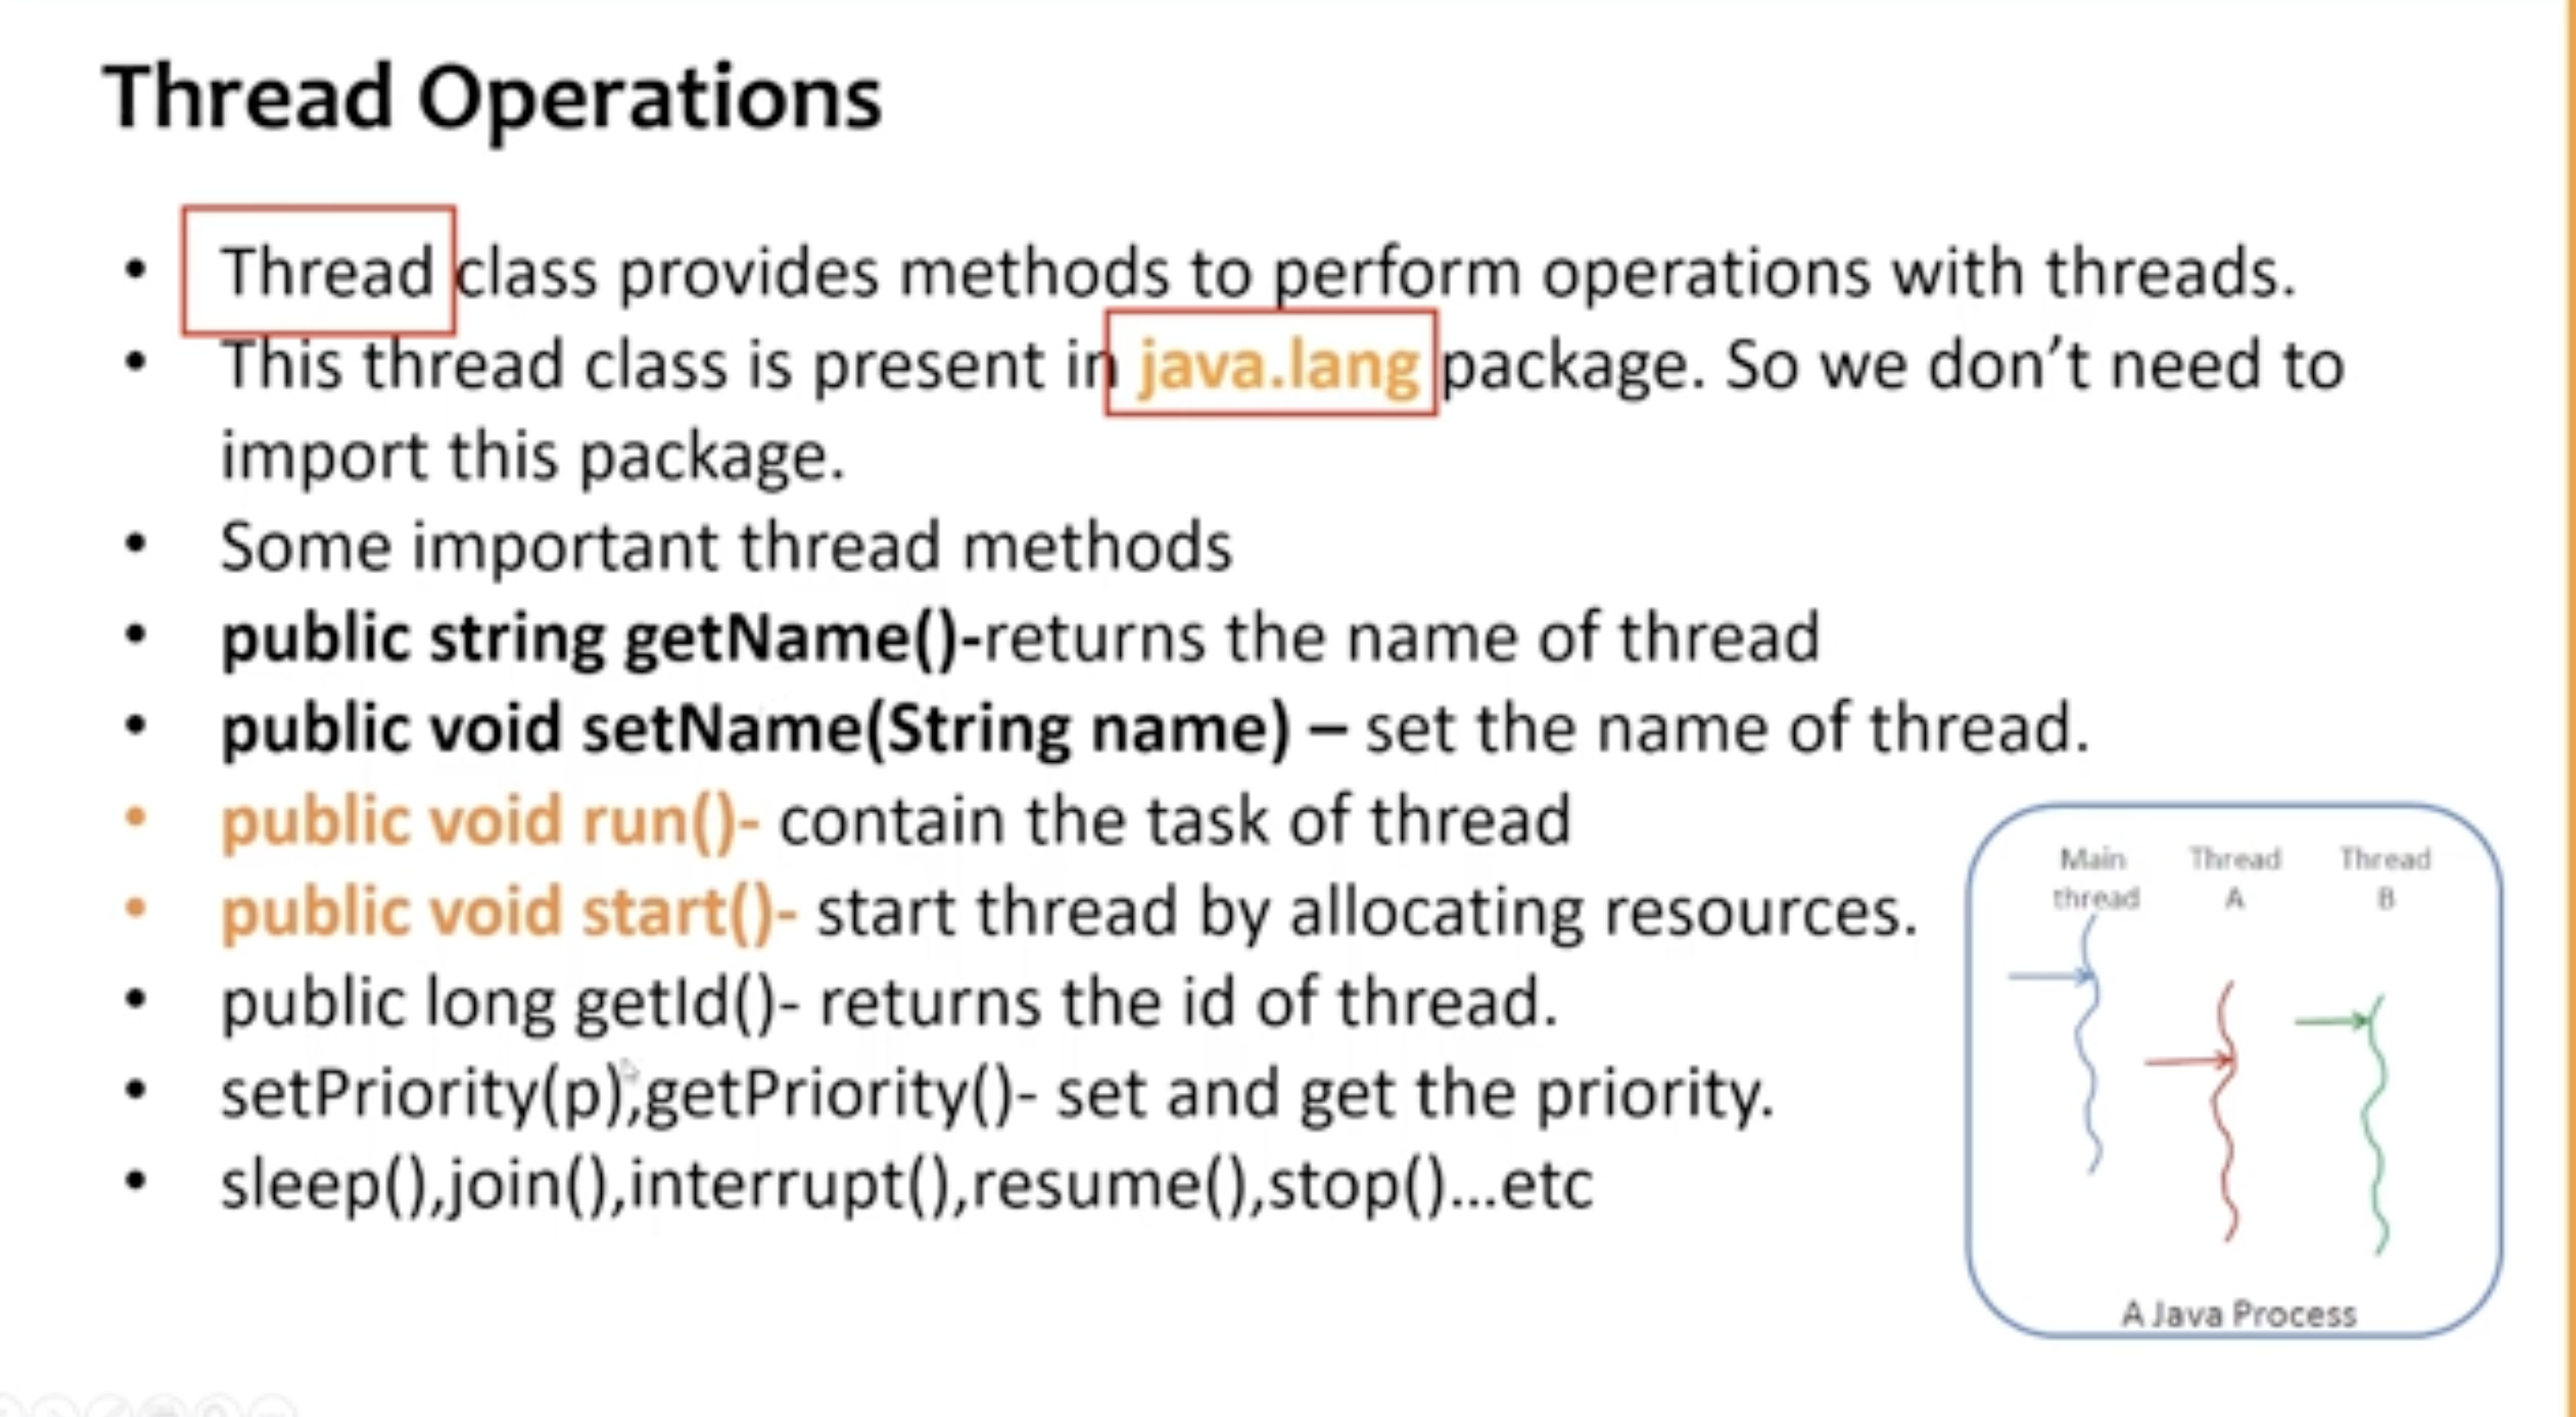 Thread Operations
• Thread class provides methods to perform operations with threads.
• This thread class is present in java.lang package. So we don’t need to
import this package.
• Some important thread methods
• public string getName()-returns the name of thread
• public void setName(String name) – set the name of thread.
• public void run()- contain the task of thread
• public void start()- start thread by allocating resources.
• public long getId()- returns the id of thread.
• setPriority(p),getPriority()- set and get the priority.
• sleep(),join(),interrupt(),resume(),stop()...etc
Main thread
Thread A
Thread B
A Java Process